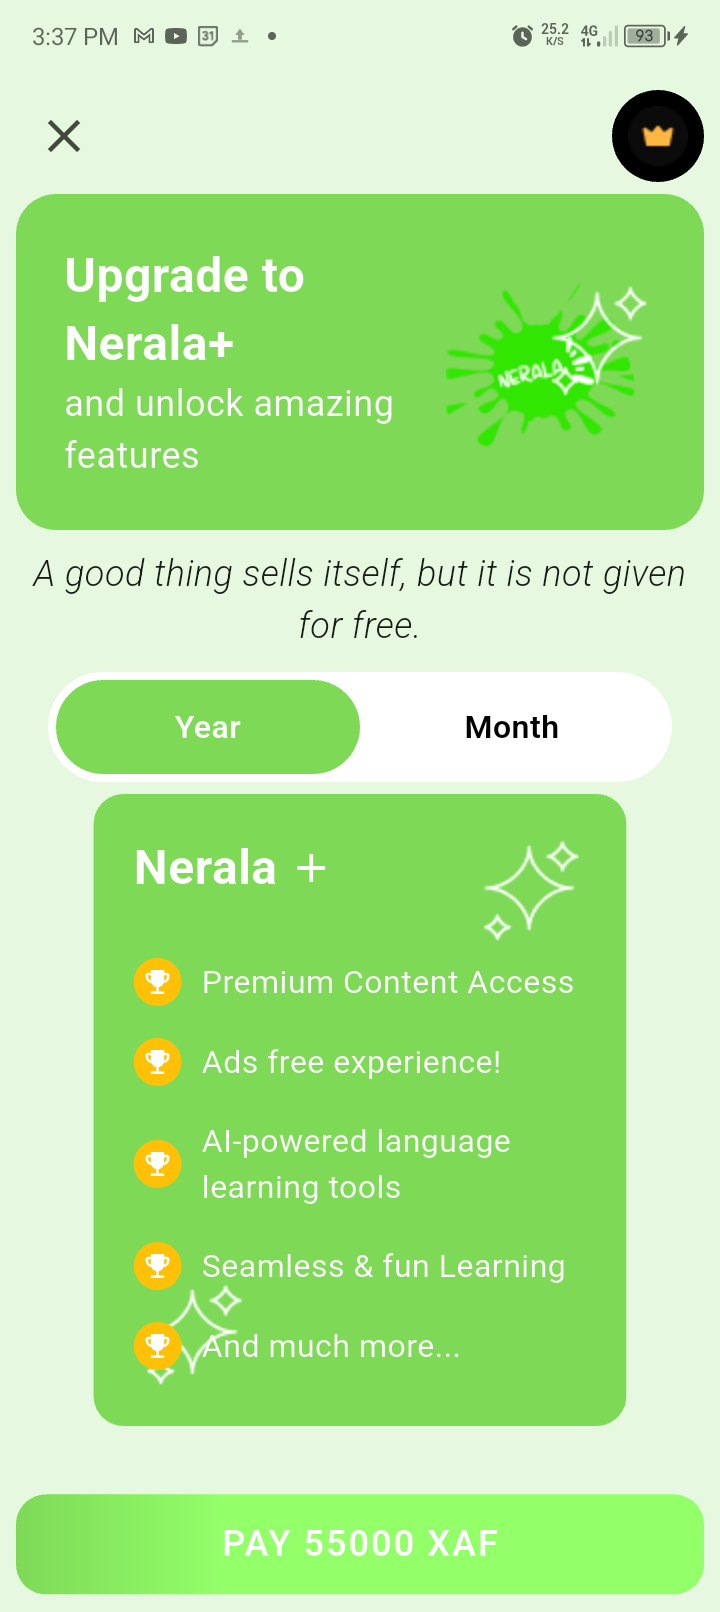 3:37 PM 31 25.2 K/S 4G 93
Upgrade to
Nerala+
and unlock amazing
features
NERALA
A good thing sells itself, but it is not given
for free.
Year Month
Nerala +
Premium Content Access
Ads free experience!
AI-powered language
learning tools
Seamless & fun Learning
And much more...
PAY 55000 XAF